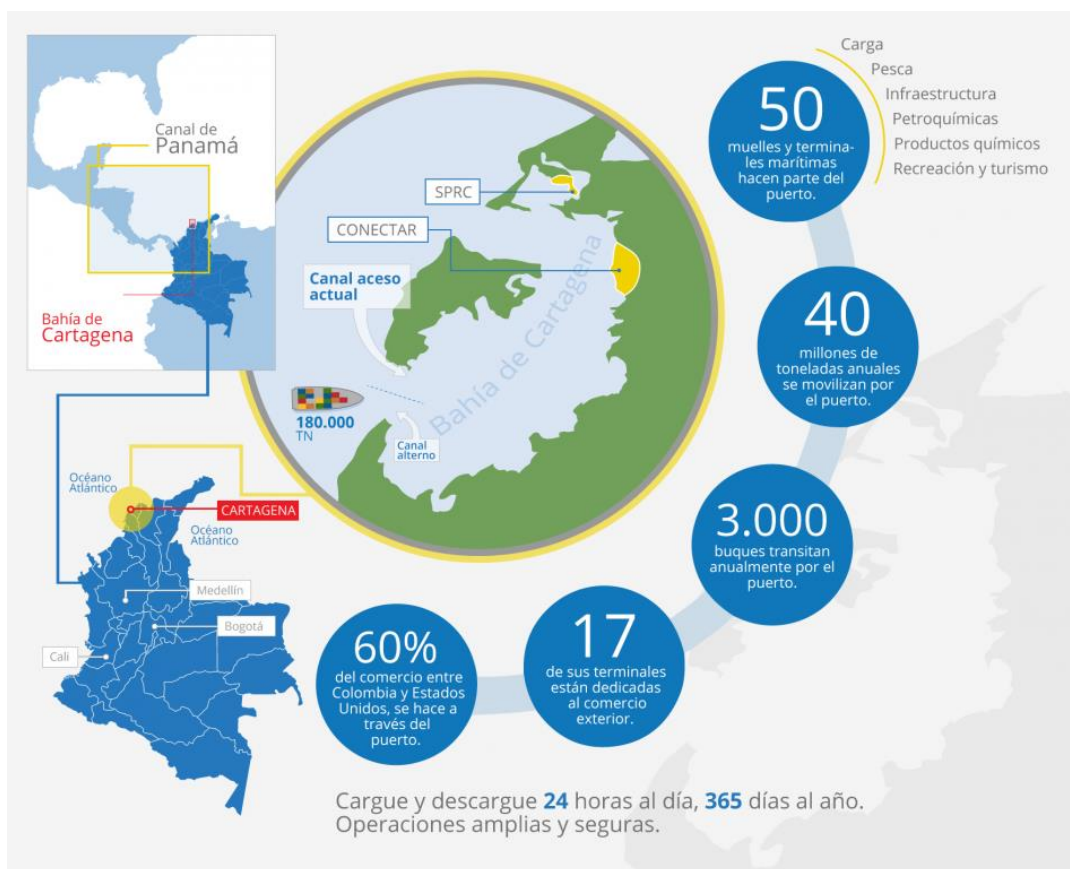 Canal de
Panamá
Bahía de
Cartagena
SPRC
CONECTAR
Canal aceso
actual
Bahía de Cartagena
180.000
TN
Canal
alterno
Carga
Pesca
Infraestructura
Petroquímicas
Productos químicos
Recreación y turismo
50
muelles y termina-
les marítimas
hacen parte del
puerto.
40
millones de
toneladas anuales
se movilizan por
el puerto.
3.000
buques transitan
anualmente por el
puerto.
17
de sus terminales
están dedicadas
al comercio
exterior.
60%
del comercio entre
Colombia y Estados
Unidos, se hace a
través del
puerto.
Océano
Atlántico
CARTAGENA
Océano
Atlántico
Medellín
Bogotá
Cali
Cargue y descargue 24 horas al día, 365 días al año.
Operaciones amplias y seguras.